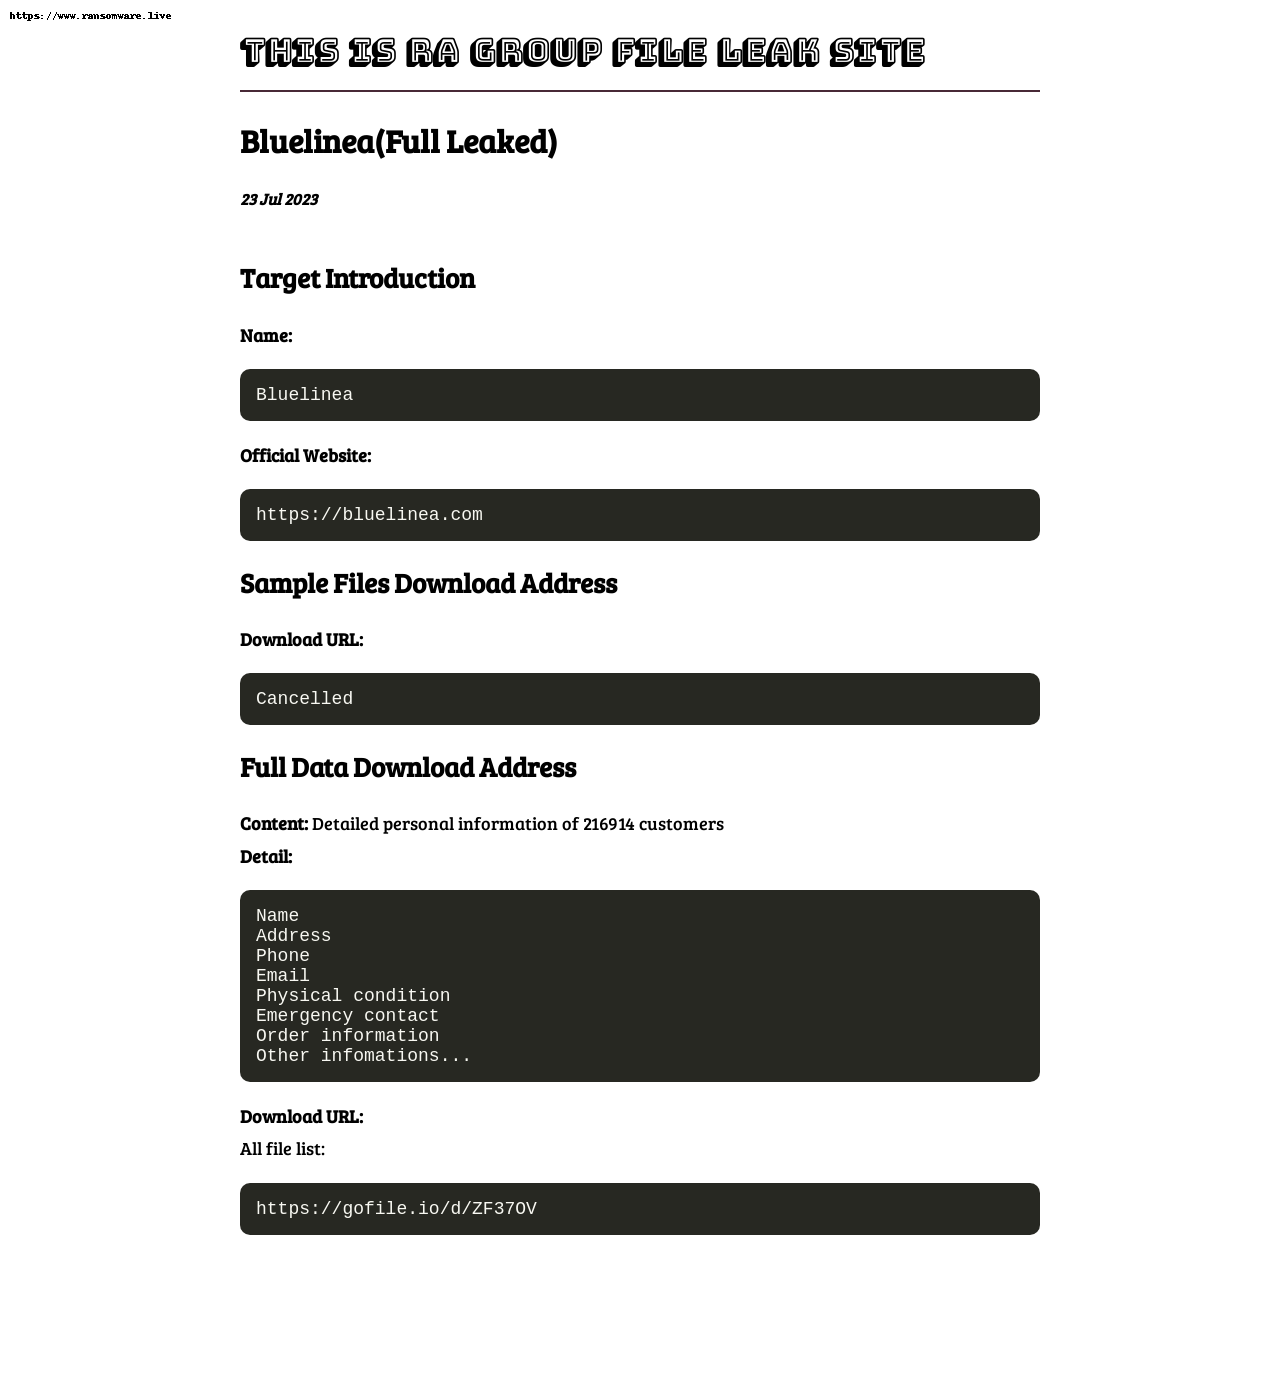 https://www.ransomware.live
THIS IS RA GROUP FILE LEAK SITE
Bluelinea(Full Leaked)
23 Jul 2023
Target Introduction
Name:
Bluelinea
Official Website:
https://bluelinea.com
Sample Files Download Address
Download URL:
Cancelled
Full Data Download Address
Content: Detailed personal information of 216914 customers
Detail:
Name
Address
Phone
Email
Physical condition
Emergency contact
Order information
Other infomations...
Download URL:
All file list:
https://gofile.io/d/ZF37OV